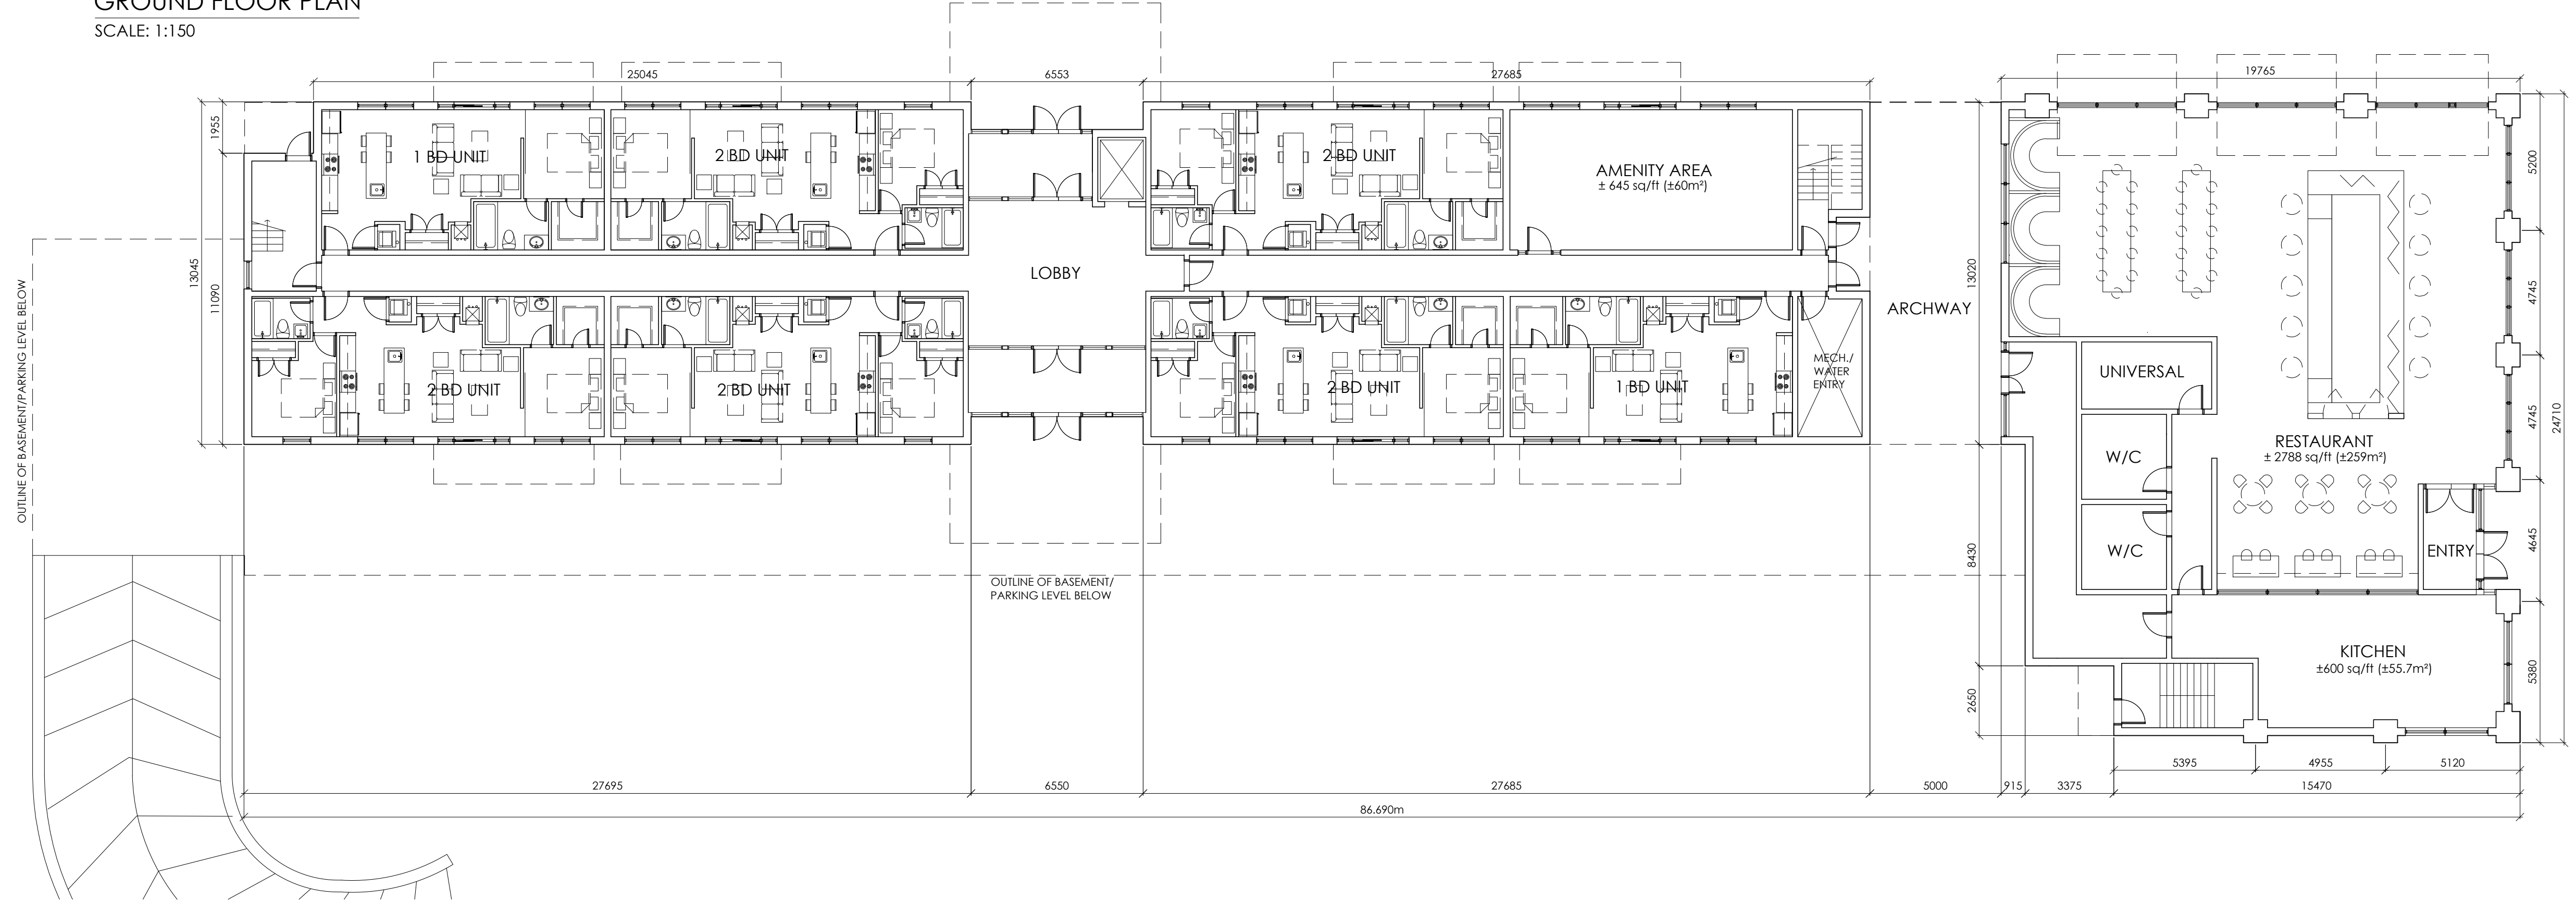 GROUND FLOOR PLAN
SCALE: 1:150
25045
6553
27685
19765
1955
11090
13045
1 BD UNIT
2 BD UNIT
2 BD UNIT
AMENITY AREA
± 645 sq/ft (±60m²)
LOBBY
2 BD UNIT
2 BD UNIT
2 BD UNIT
1 BD UNIT
MECH./
WATER
ENTRY
ARCHWAY
13020
8430
2650
UNIVERSAL
W/C
W/C
RESTAURANT
± 2788 sq/ft (±259m²)
ENTRY
KITCHEN
±600 sq/ft (±55.7m²)
5200
4745
4745
4645
5380
24710
OUTLINE OF BASEMENT/PARKING LEVEL BELOW
OUTLINE OF BASEMENT/
PARKING LEVEL BELOW
5395
4955
5120
27695
6550
27685
5000
915
3375
15470
86.690m